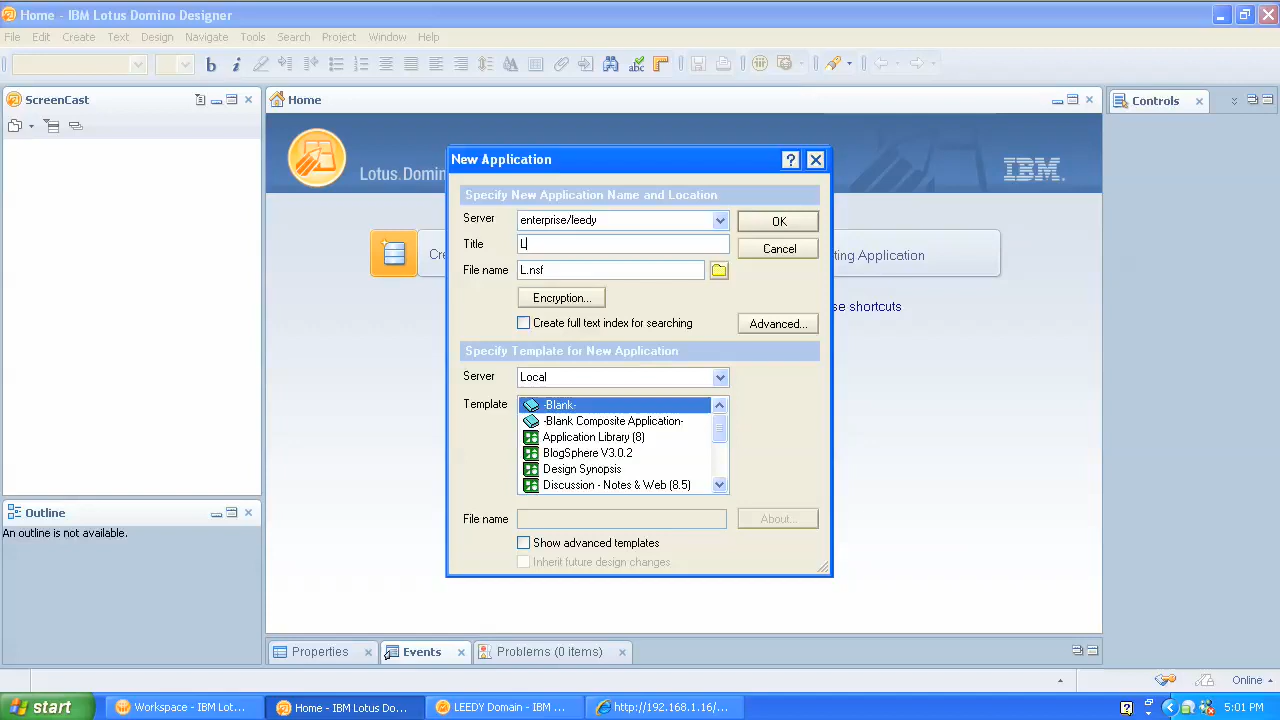 Home - IBM Lotus Domino Designer
File Edit Create Text Design Navigate Tools Search Project Window Help
ScreenCast
Home
Controls
Lotus. Domin
IBM.
Cre
ting Application
se shortcuts
New Application
Specify New Application Name and Location
Server enterprise/leedy OK
Title L Cancel
File name L.nsf
Encryption...
Create full text index for searching Advanced...
Specify Template for New Application
Server Local
Template -Blank-
-Blank Composite Application-
Application Library (8)
BlogSphere V3.0.2
Design Synopsis
Discussion - Notes & Web (8.5)
File name About...
Show advanced templates
Inherit future design changes
Outline
An outline is not available.
Properties Events Problems (0 items)
Online
start Workspace - IBM Lot... Home - IBM Lotus Do... LEEDY Domain - IBM ... http://192.168.1.16/... 5:01 PM